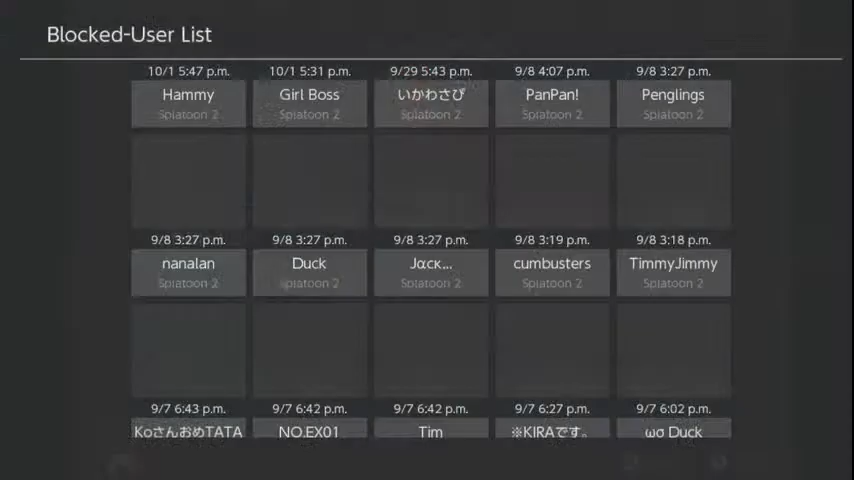 Blocked-User List
10/1 5:47 p.m. 10/1 5:31 p.m. 9/29 5:43 p.m. 9/8 4:07 p.m. 9/8 3:27 p.m.
Hammy Girl Boss いかわさび PanPan! Penglings
Splatoon 2 Splatoon 2 Splatoon 2 Splatoon 2 Splatoon 2
9/8 3:27 p.m. 9/8 3:27 p.m. 9/8 3:27 p.m. 9/8 3:19 p.m. 9/8 3:18 p.m.
nanalan Duck Jαcκ... cumbusters TimmyJimmy
Splatoon 2 Splatoon 2 Splatoon 2 Splatoon 2 Splatoon 2
9/7 6:43 p.m. 9/7 6:42 p.m. 9/7 6:42 p.m. 9/7 6:27 p.m. 9/7 6:02 p.m.
KoさんおめTATA NO.EX01 Tim ※KIRAです。 ωσ Duck